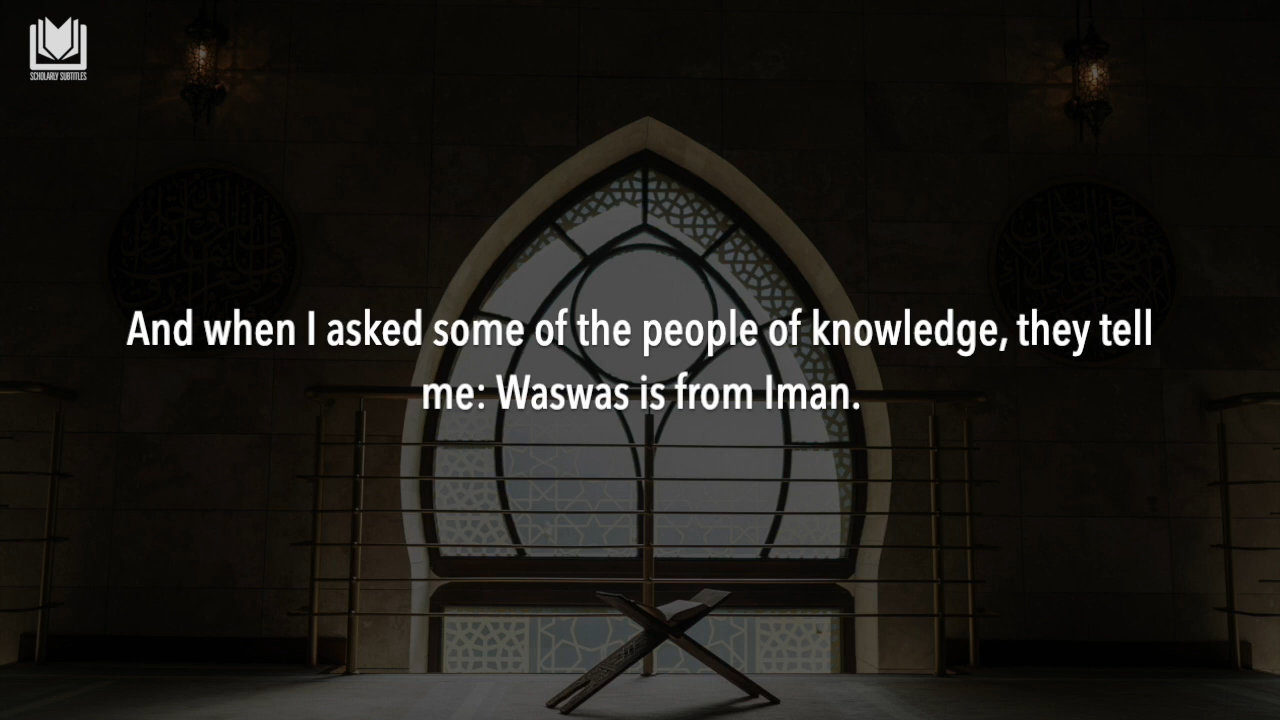 SCHOLARLY SUBTITLES
And when I asked some of the people of knowledge, they tell
me: Waswas is from Iman.